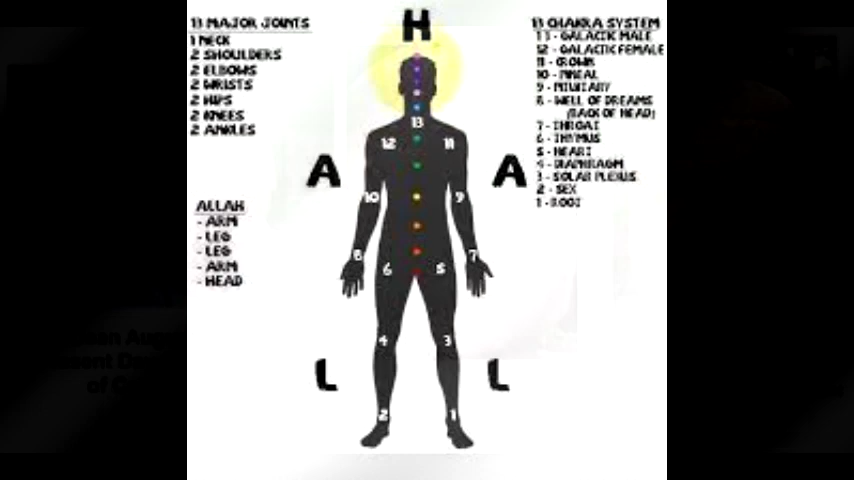 H
13 MAJOR JOINTS
1 NECK
2 SHOULDERS
2 ELBOWS
2 WRISTS
2 HIPS
2 KNEES
2 ANKLES
ALLAH
- ARM
- LEG
- LEG
- ARM
- HEAD
13 CHAKRA SYSTEM
13 - GALACTIC MALE
12 - GALACTIC FEMALE
11 - CROWN
10 - PINEAL
9 - PITUITARY
8 - WELL OF DREAMS
(BACK OF HEAD)
7 - THROAT
6 - THYMUS
5 - HEART
4 - DIAPHRAGM
3 - SOLAR PLEXUS
2 - SEX
1 - ROOT
13
12 11
A A
10 9
8 7
6 5
4 3
L L
2 1